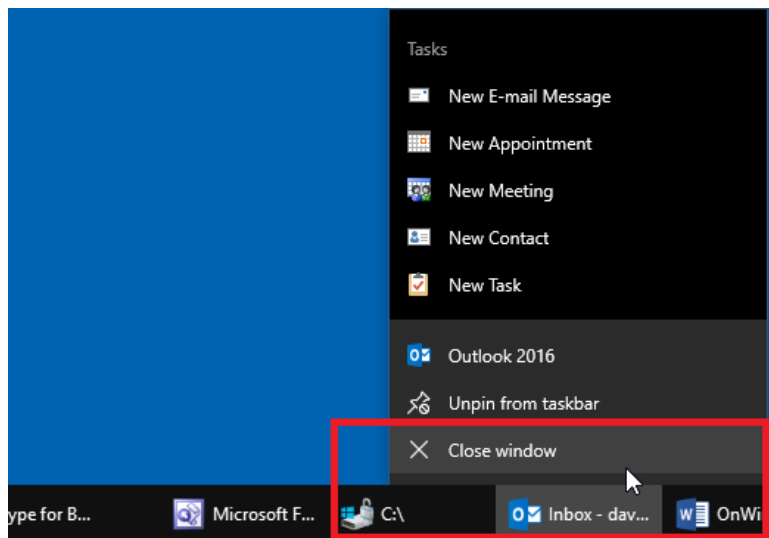 Tasks
New E-mail Message
New Appointment
New Meeting
New Contact
New Task
Outlook 2016
Unpin from taskbar
Close window
ype for B... Microsoft F... C:\ Inbox - dav... OnWi